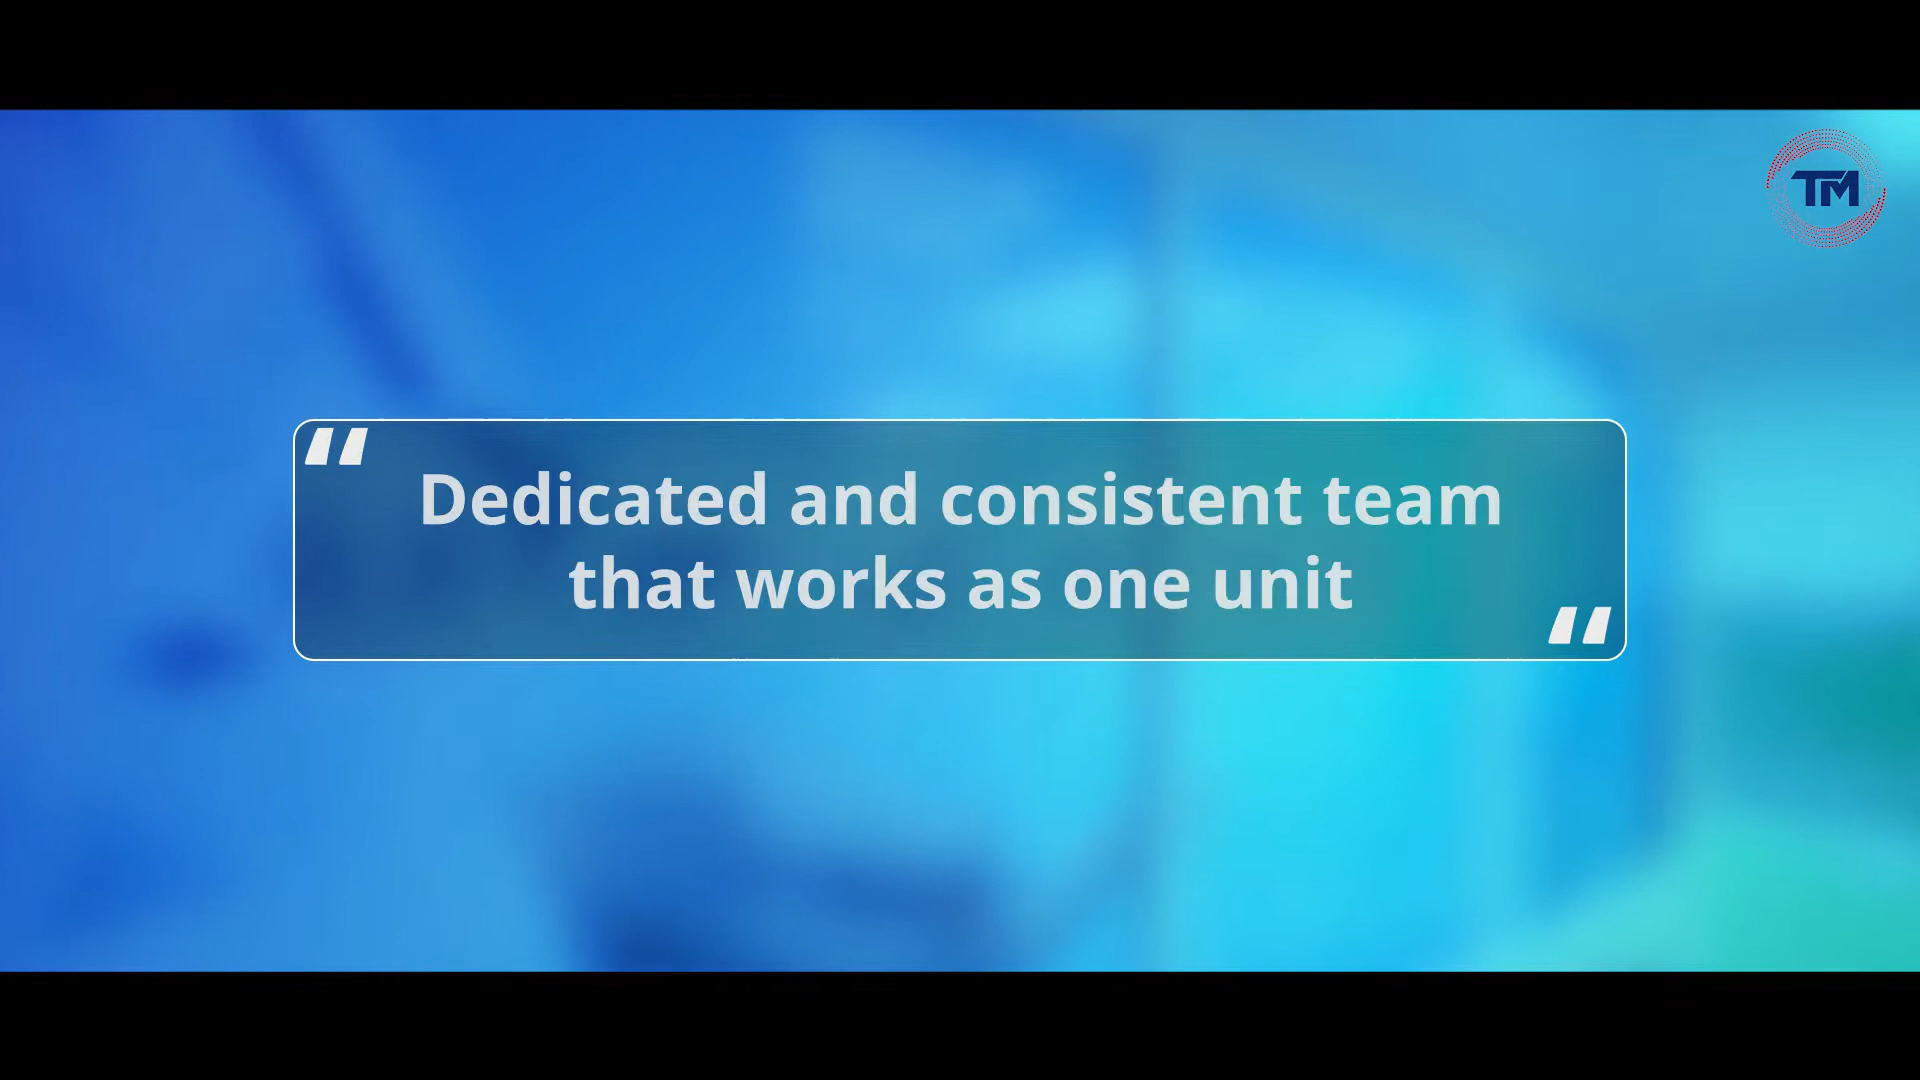 TM
“
Dedicated and consistent team
that works as one unit
“